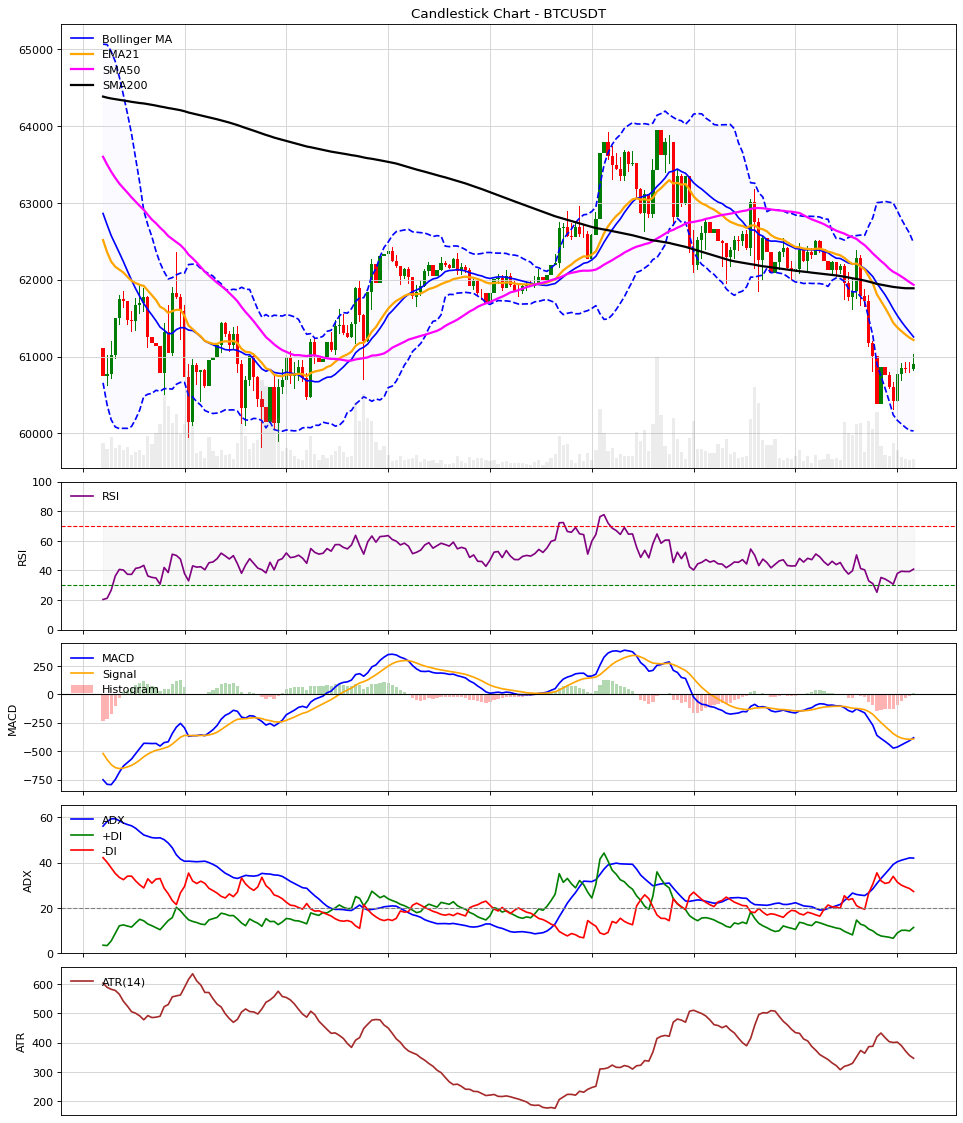 Candlestick Chart - BTCUSDT
65000
64000
63000
62000
61000
60000
Bollinger MA
EMA21
SMA50
SMA200
100
80
60
40
20
0
RSI
RSI
250
0
−250
−500
−750
MACD
MACD
Signal
Histogram
60
40
20
0
ADX
ADX
+DI
-DI
600
500
400
300
200
ATR
ATR(14)